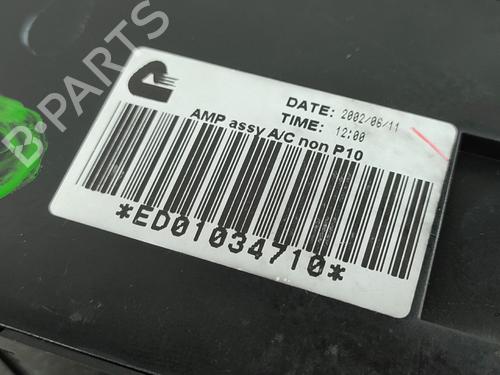 DATE: 2002/06/11
TIME: 12:00
AMP assy A/C non P10
*ED01034710*
B-PARTS